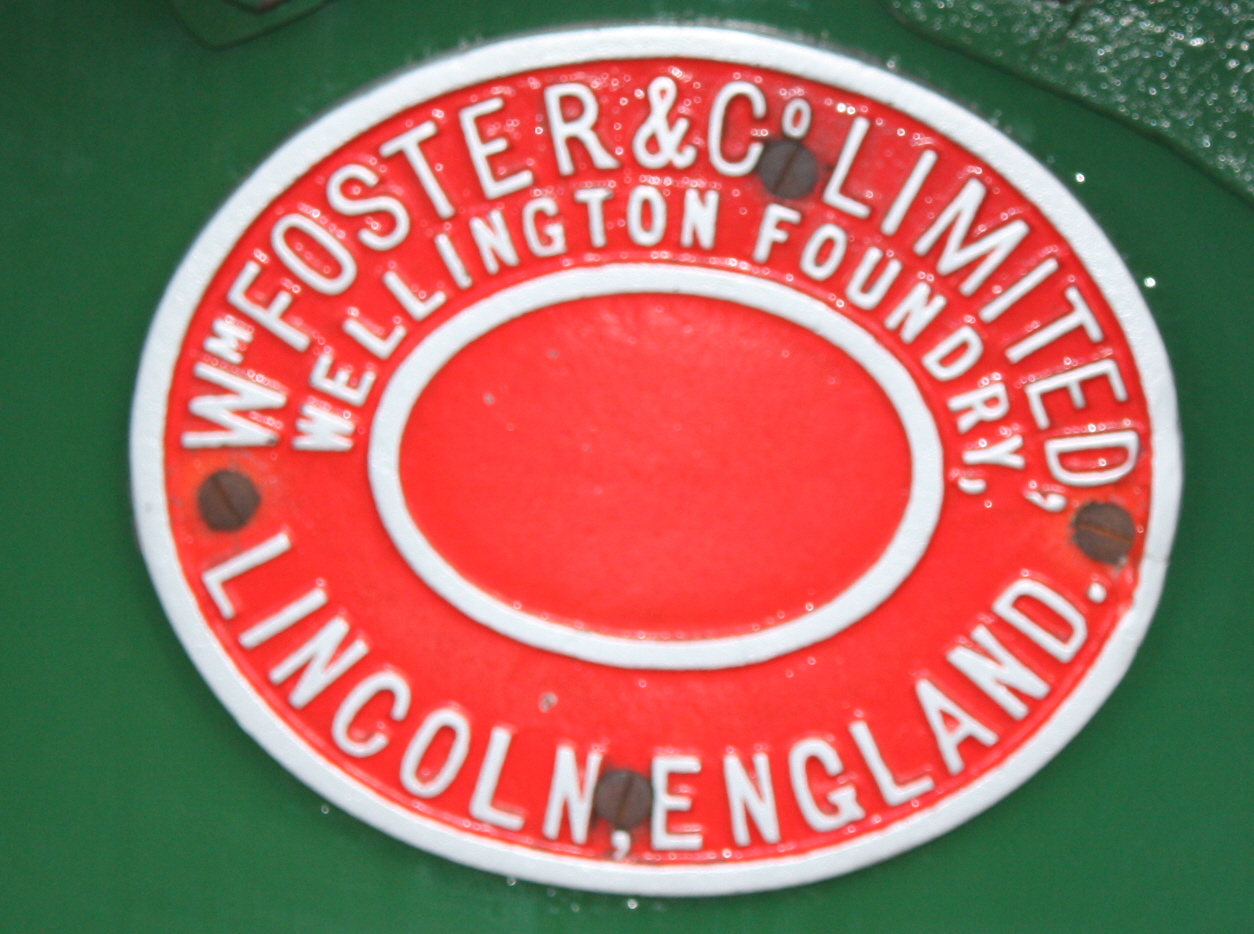 Wᴹ FOSTER & Cº LIMITED,
WELLINGTON FOUNDRY,
LINCOLN, ENGLAND.